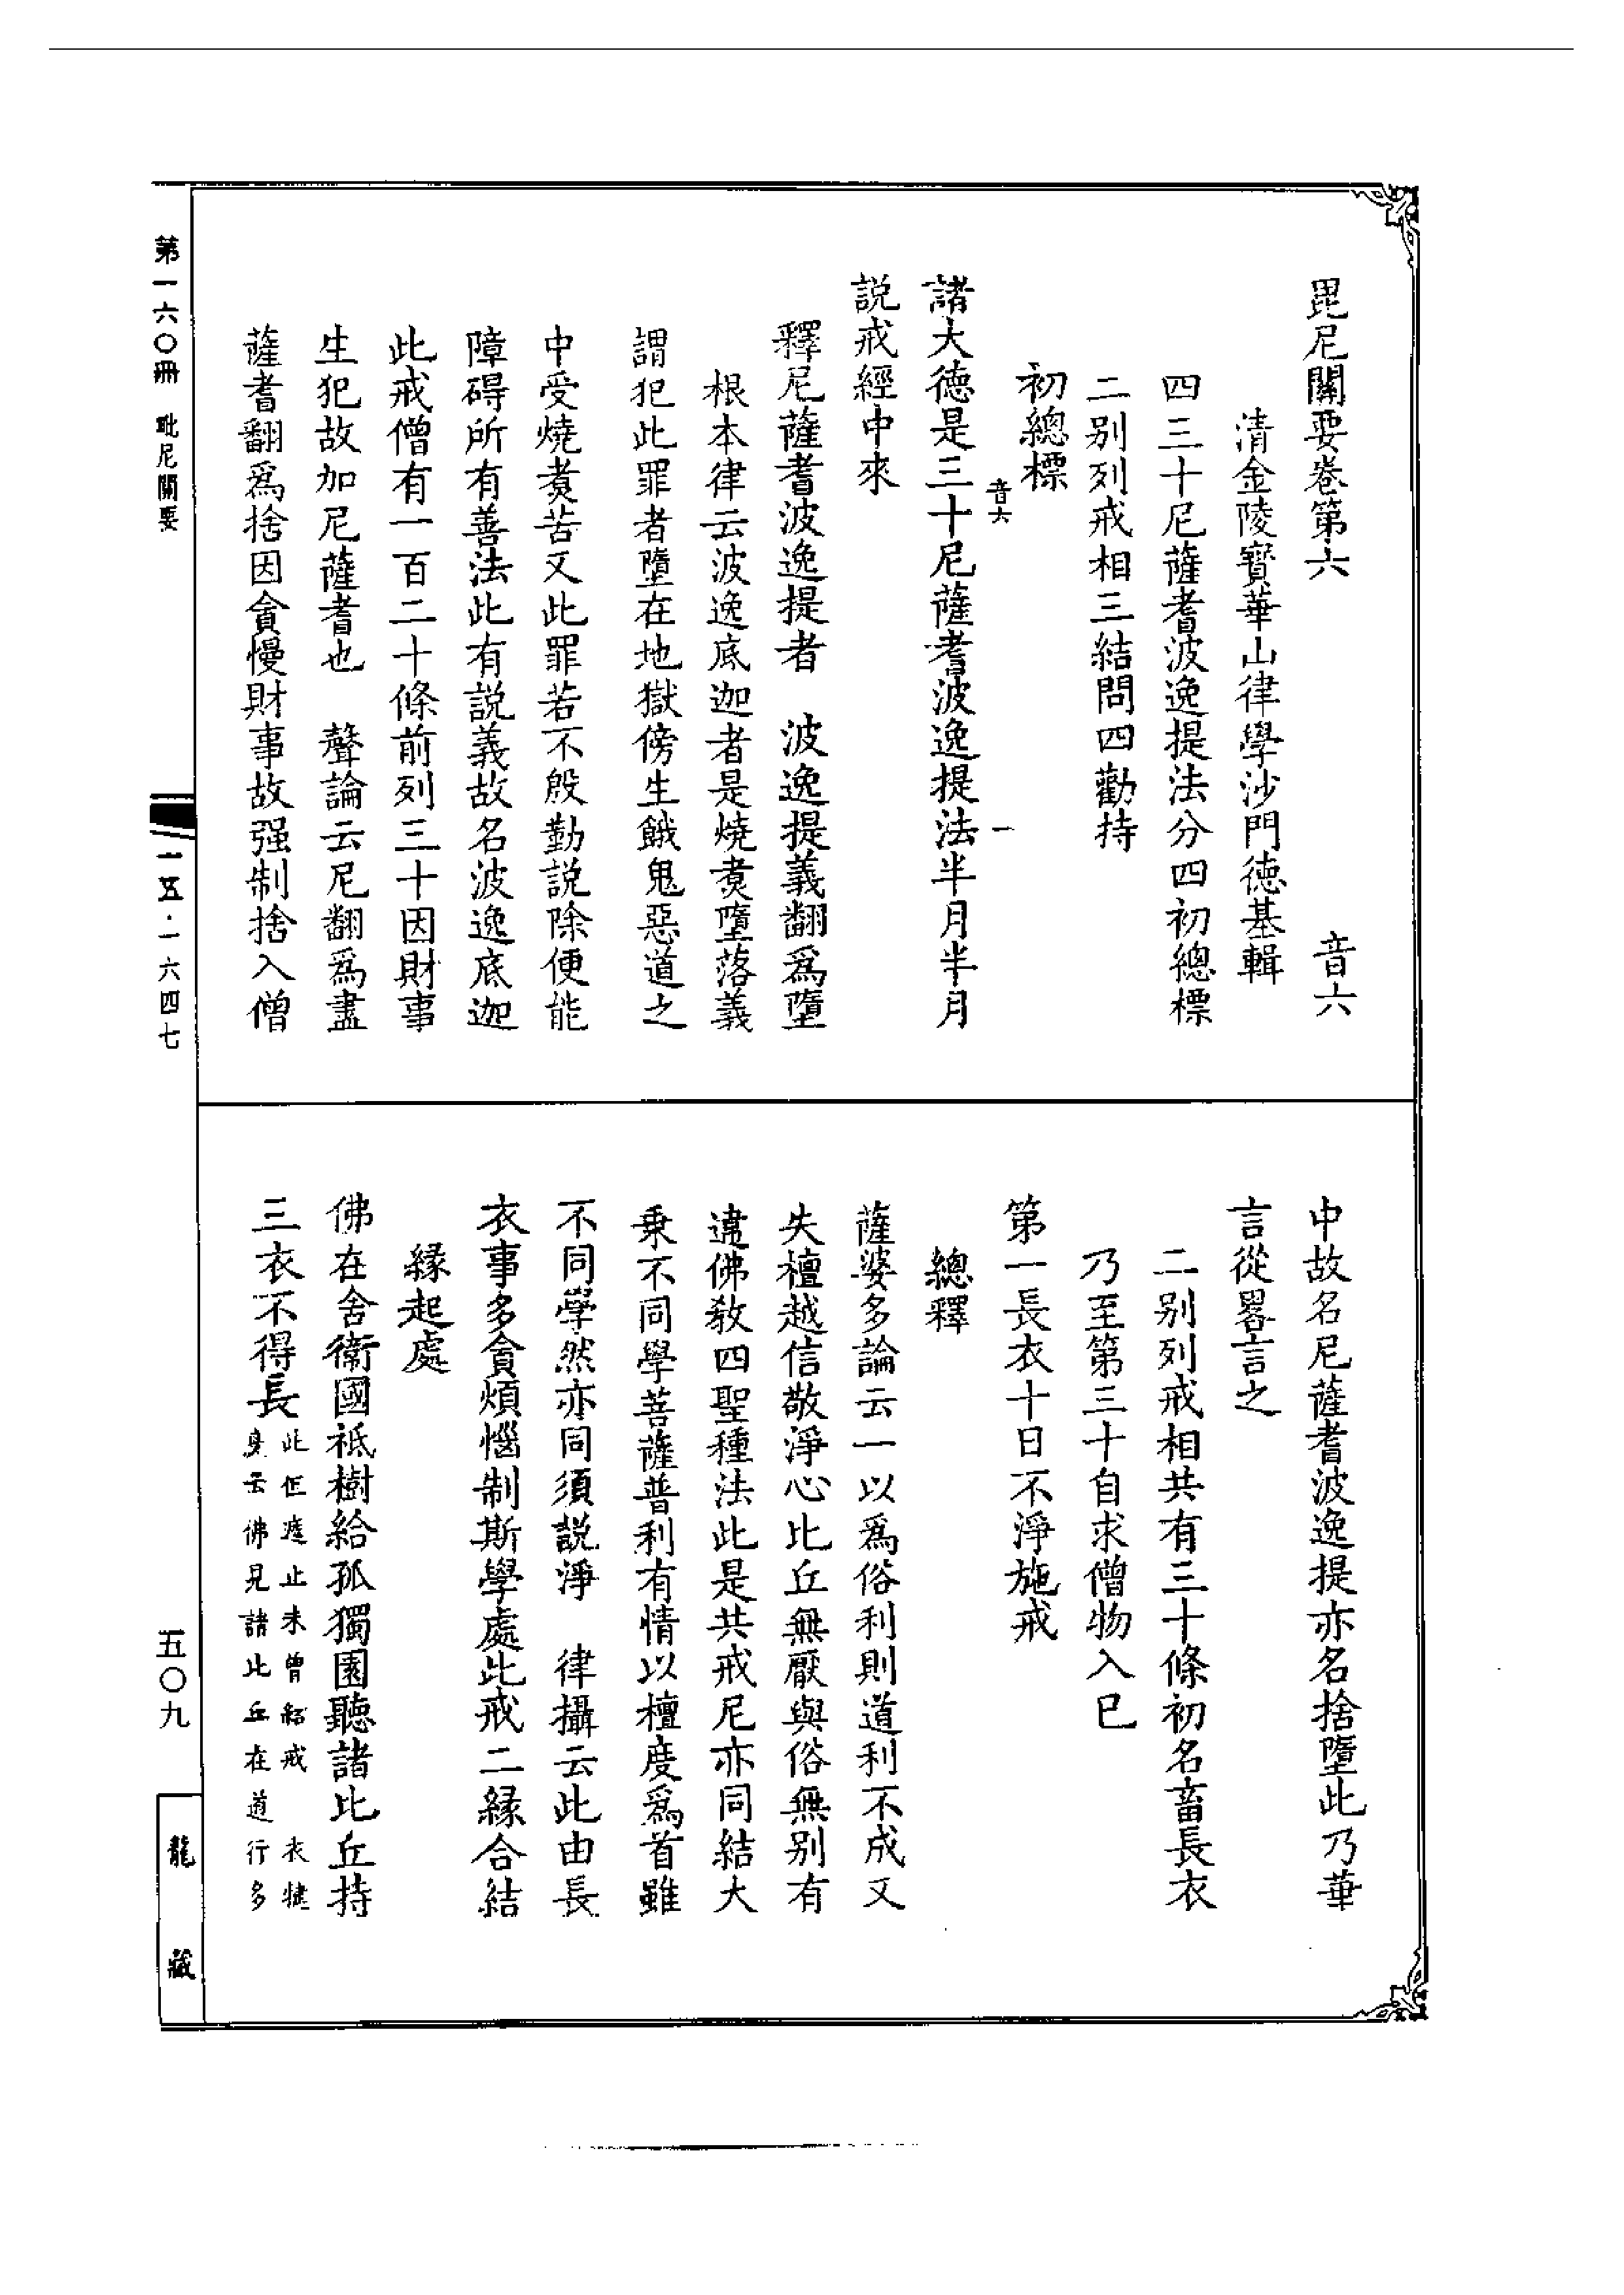 毘尼關要卷第六　　　　　　　音六
清金陵寶華山律學沙門德基輯
四三十尼薩耆波逸提法分四初總標
二別列戒相三結問四勸持
初總標
音六　一
諸大德是三十尼薩耆波逸提法半月半月
説戒經中來
釋尼薩耆波逸提者　波逸提義翻爲墮
根本律云波逸底迦者是燒煑墮落義
謂犯此罪者墮在地獄傍生餓鬼惡道之
中受燒煑苦又此罪若不殷勤説除便能
障碍所有善法此有説義故名波逸底迦
此戒僧有一百二十條前列三十因財事
生犯故加尼薩耆也　聲論云尼翻爲盡
薩耆翻爲捨因貪慢財事故强制捨入僧
中故名尼薩耆波逸提亦名捨墮此乃華
言從畧言之
二别列戒相共有三十條初名畜長衣
乃至第三十自求僧物入已
第一長衣十日不淨施戒
總釋
薩婆多論云一以爲俗利則道利不成又
失檀越信敬淨心比丘無厭與俗無别有
違佛敎四聖種法此是共戒尼亦同結大
乗不同學菩薩普利有情以檀度爲首雖
不同學然亦同須説淨　律攝云此由長
衣事多貪煩惱制斯學處此戒二緣合結
緣起處
佛在舍衞國祇樹給孤獨園聽諸比丘持
三衣不得長此但遮止未曾結戒　衣犍
度云佛見諸比丘在道行多
第一六〇冊　毗尼關要
一五·一六四七
五〇九
龍藏